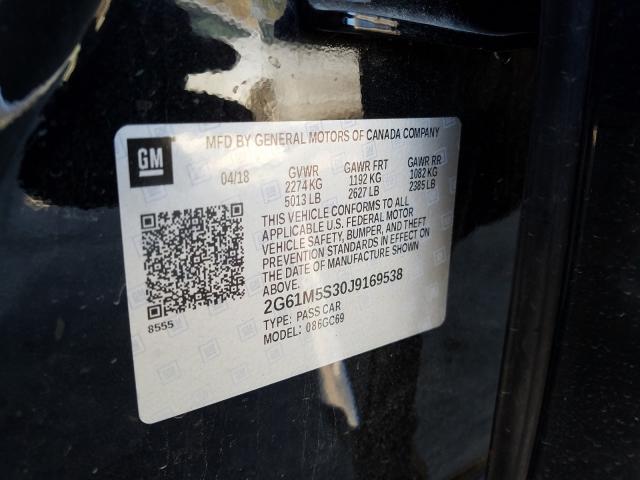 MFD BY GENERAL MOTORS OF CANADA COMPANY
GM
04/18 GVWR GAWR FRT GAWR RR
2274 KG 1192 KG 1082 KG
5013 LB 2627 LB 2385 LB
THIS VEHICLE CONFORMS TO ALL
APPLICABLE U.S. FEDERAL MOTOR
VEHICLE SAFETY, BUMPER, AND THEFT
PREVENTION STANDARDS IN EFFECT ON
THE DATE OF MANUFACTURE SHOWN
ABOVE.
2G61M5S30J9169538
TYPE: PASS CAR
MODEL: 086GC69
8555